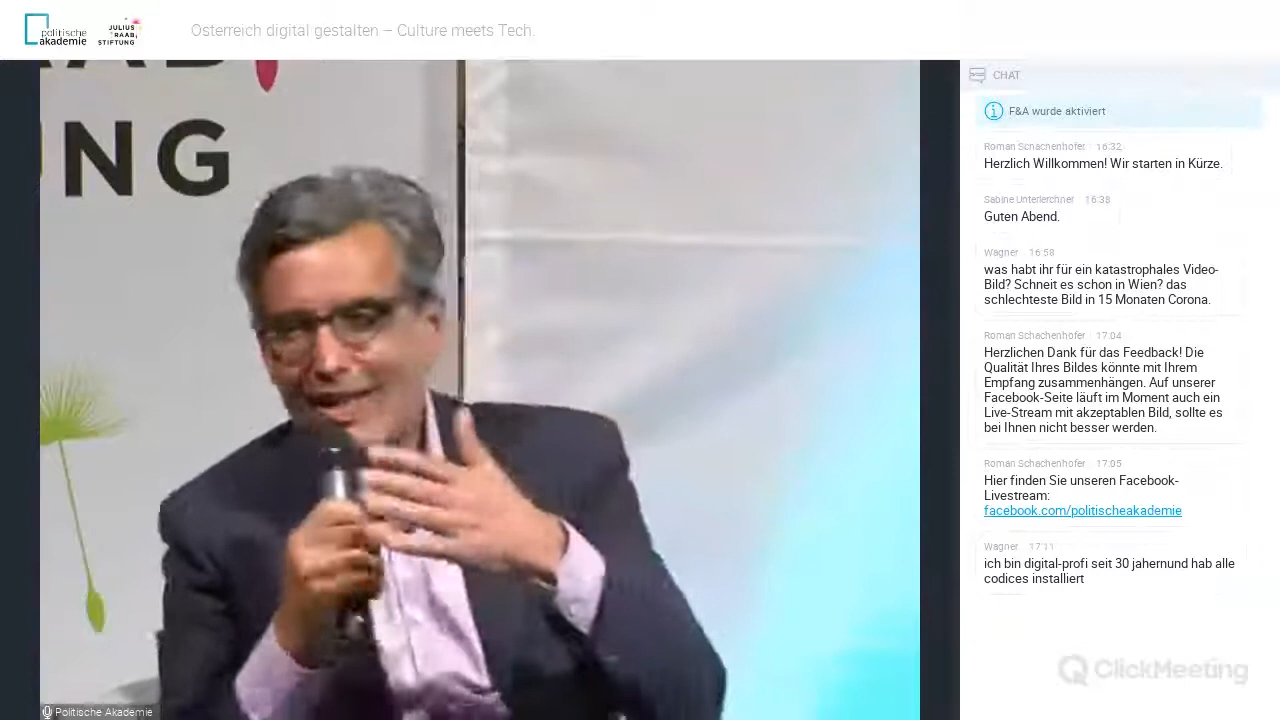 politische
akademie
JULIUS
RAAB
STIFTUNG
Österreich digital gestalten – Culture meets Tech.
RAAB
UNG
Politische Akademie
CHAT
F&A wurde aktiviert
Roman Schachenhofer 16:32
Herzlich Willkommen! Wir starten in Kürze.
Sabine Unterlerchner 16:38
Guten Abend.
Wagner 16:58
was habt ihr für ein katastrophales Video-
Bild? Schneit es schon in Wien? das
schlechteste Bild in 15 Monaten Corona.
Roman Schachenhofer 17:04
Herzlichen Dank für das Feedback! Die
Qualität Ihres Bildes könnte mit Ihrem
Empfang zusammenhängen. Auf unserer
Facebook-Seite läuft im Moment auch ein
Live-Stream mit akzeptablen Bild, sollte es
bei Ihnen nicht besser werden.
Roman Schachenhofer 17:05
Hier finden Sie unseren Facebook-
Livestream:
facebook.com/politischeakademie
Wagner 17:11
ich bin digital-profi seit 30 jahernund hab alle
codices installiert
ClickMeeting